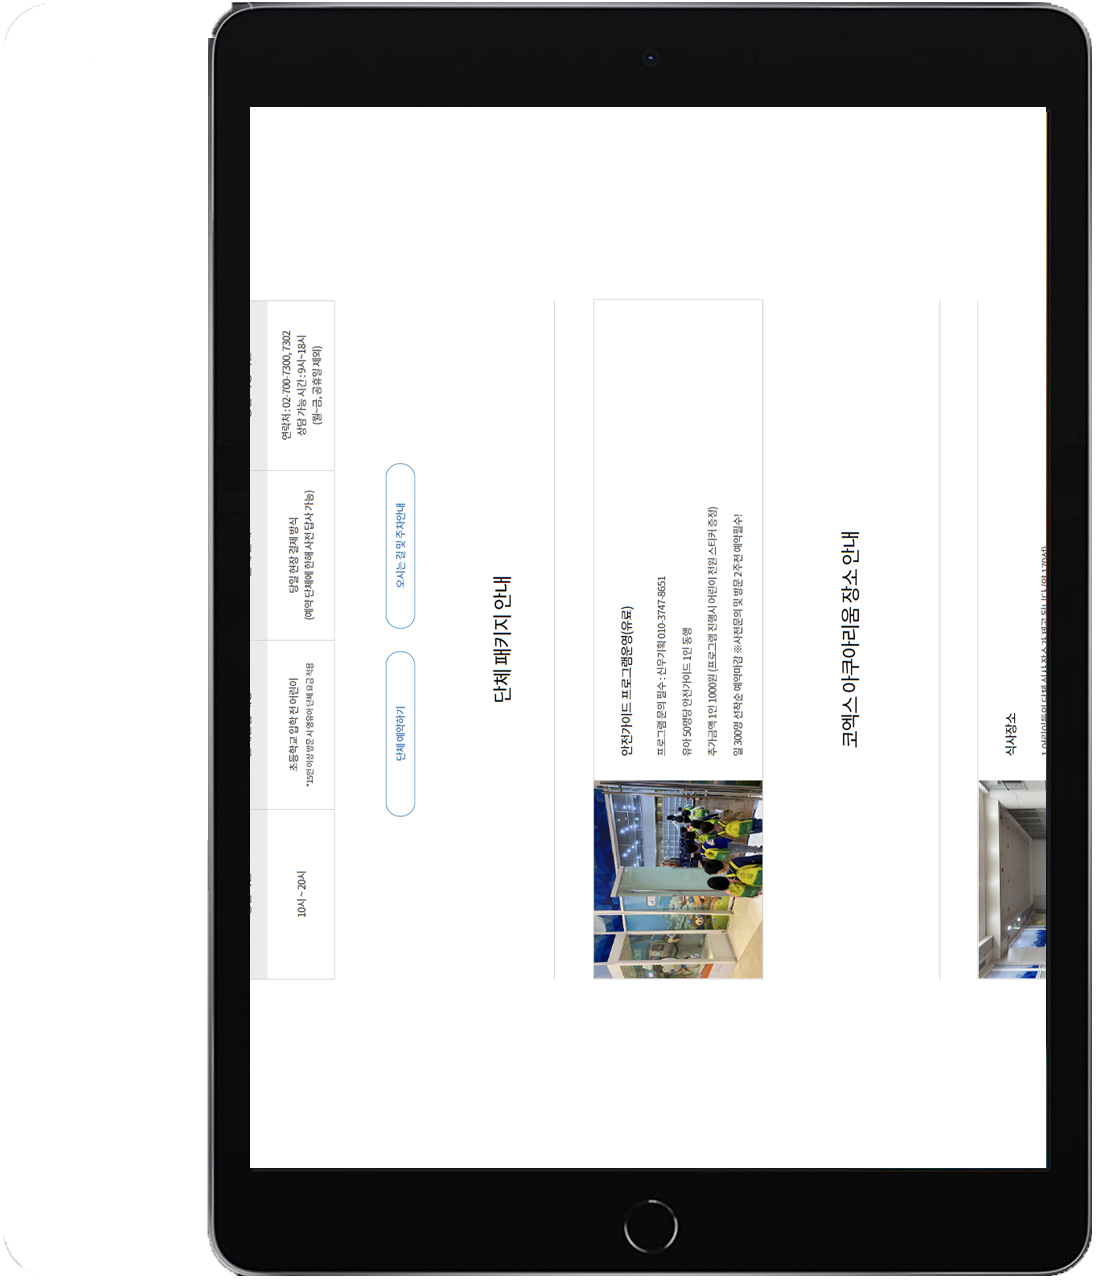 10시 ~ 20시
초등학교 입학 전 어린이
*15인 이상 방문 시 영유아 단체 요금 적용
당일 현장 결제 방식
(예약 단체에 한해 사전 답사 가능)
연락처 : 02-700-7300, 7302
상담 가능 시간 : 9시~18시
(월~금, 공휴일 제외)
단체 예약하기
오시는 길 및 주차안내
단체 패키지 안내
안전가이드 프로그램운영(유료)
프로그램 문의 필수 : 신우기획 010-3747-8651
유아 50명당 안전가이드 1인 동행
추가금액 1인 1000원 (프로그램 진행시 어린이 전원 스티커 증정)
일 300명 선착순 예약마감 ※사전문의 및 방문 2주전 예약필수!
코엑스 아쿠아리움 장소 안내
식사장소